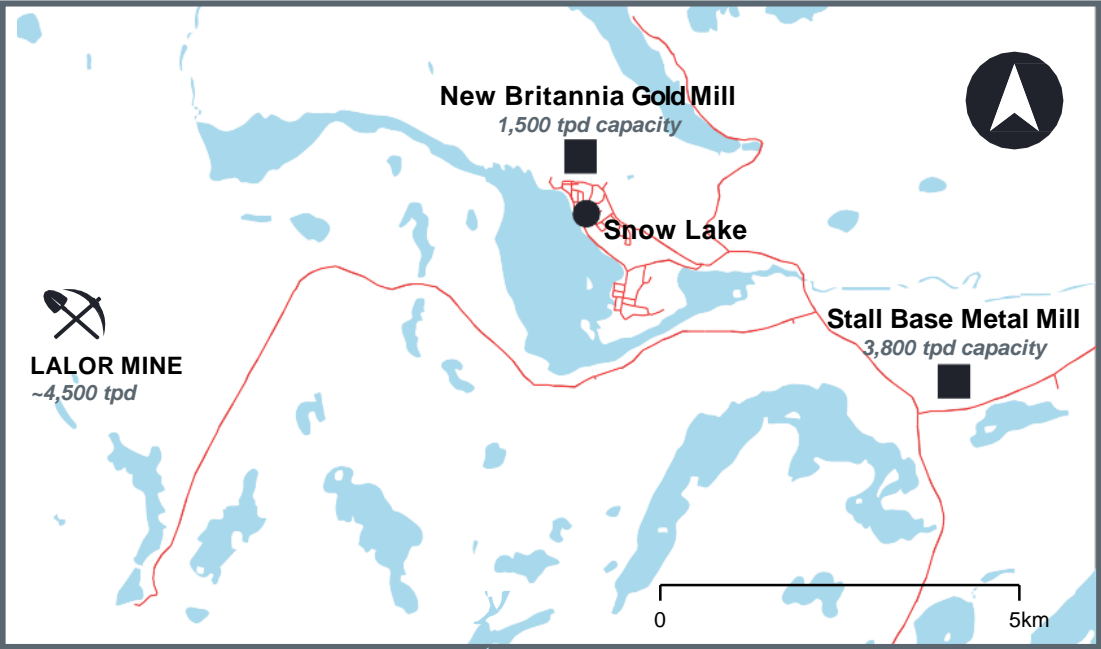 New Britannia Gold Mill
1,500 tpd capacity
Snow Lake
LALOR MINE
~4,500 tpd
Stall Base Metal Mill
3,800 tpd capacity
0
5km